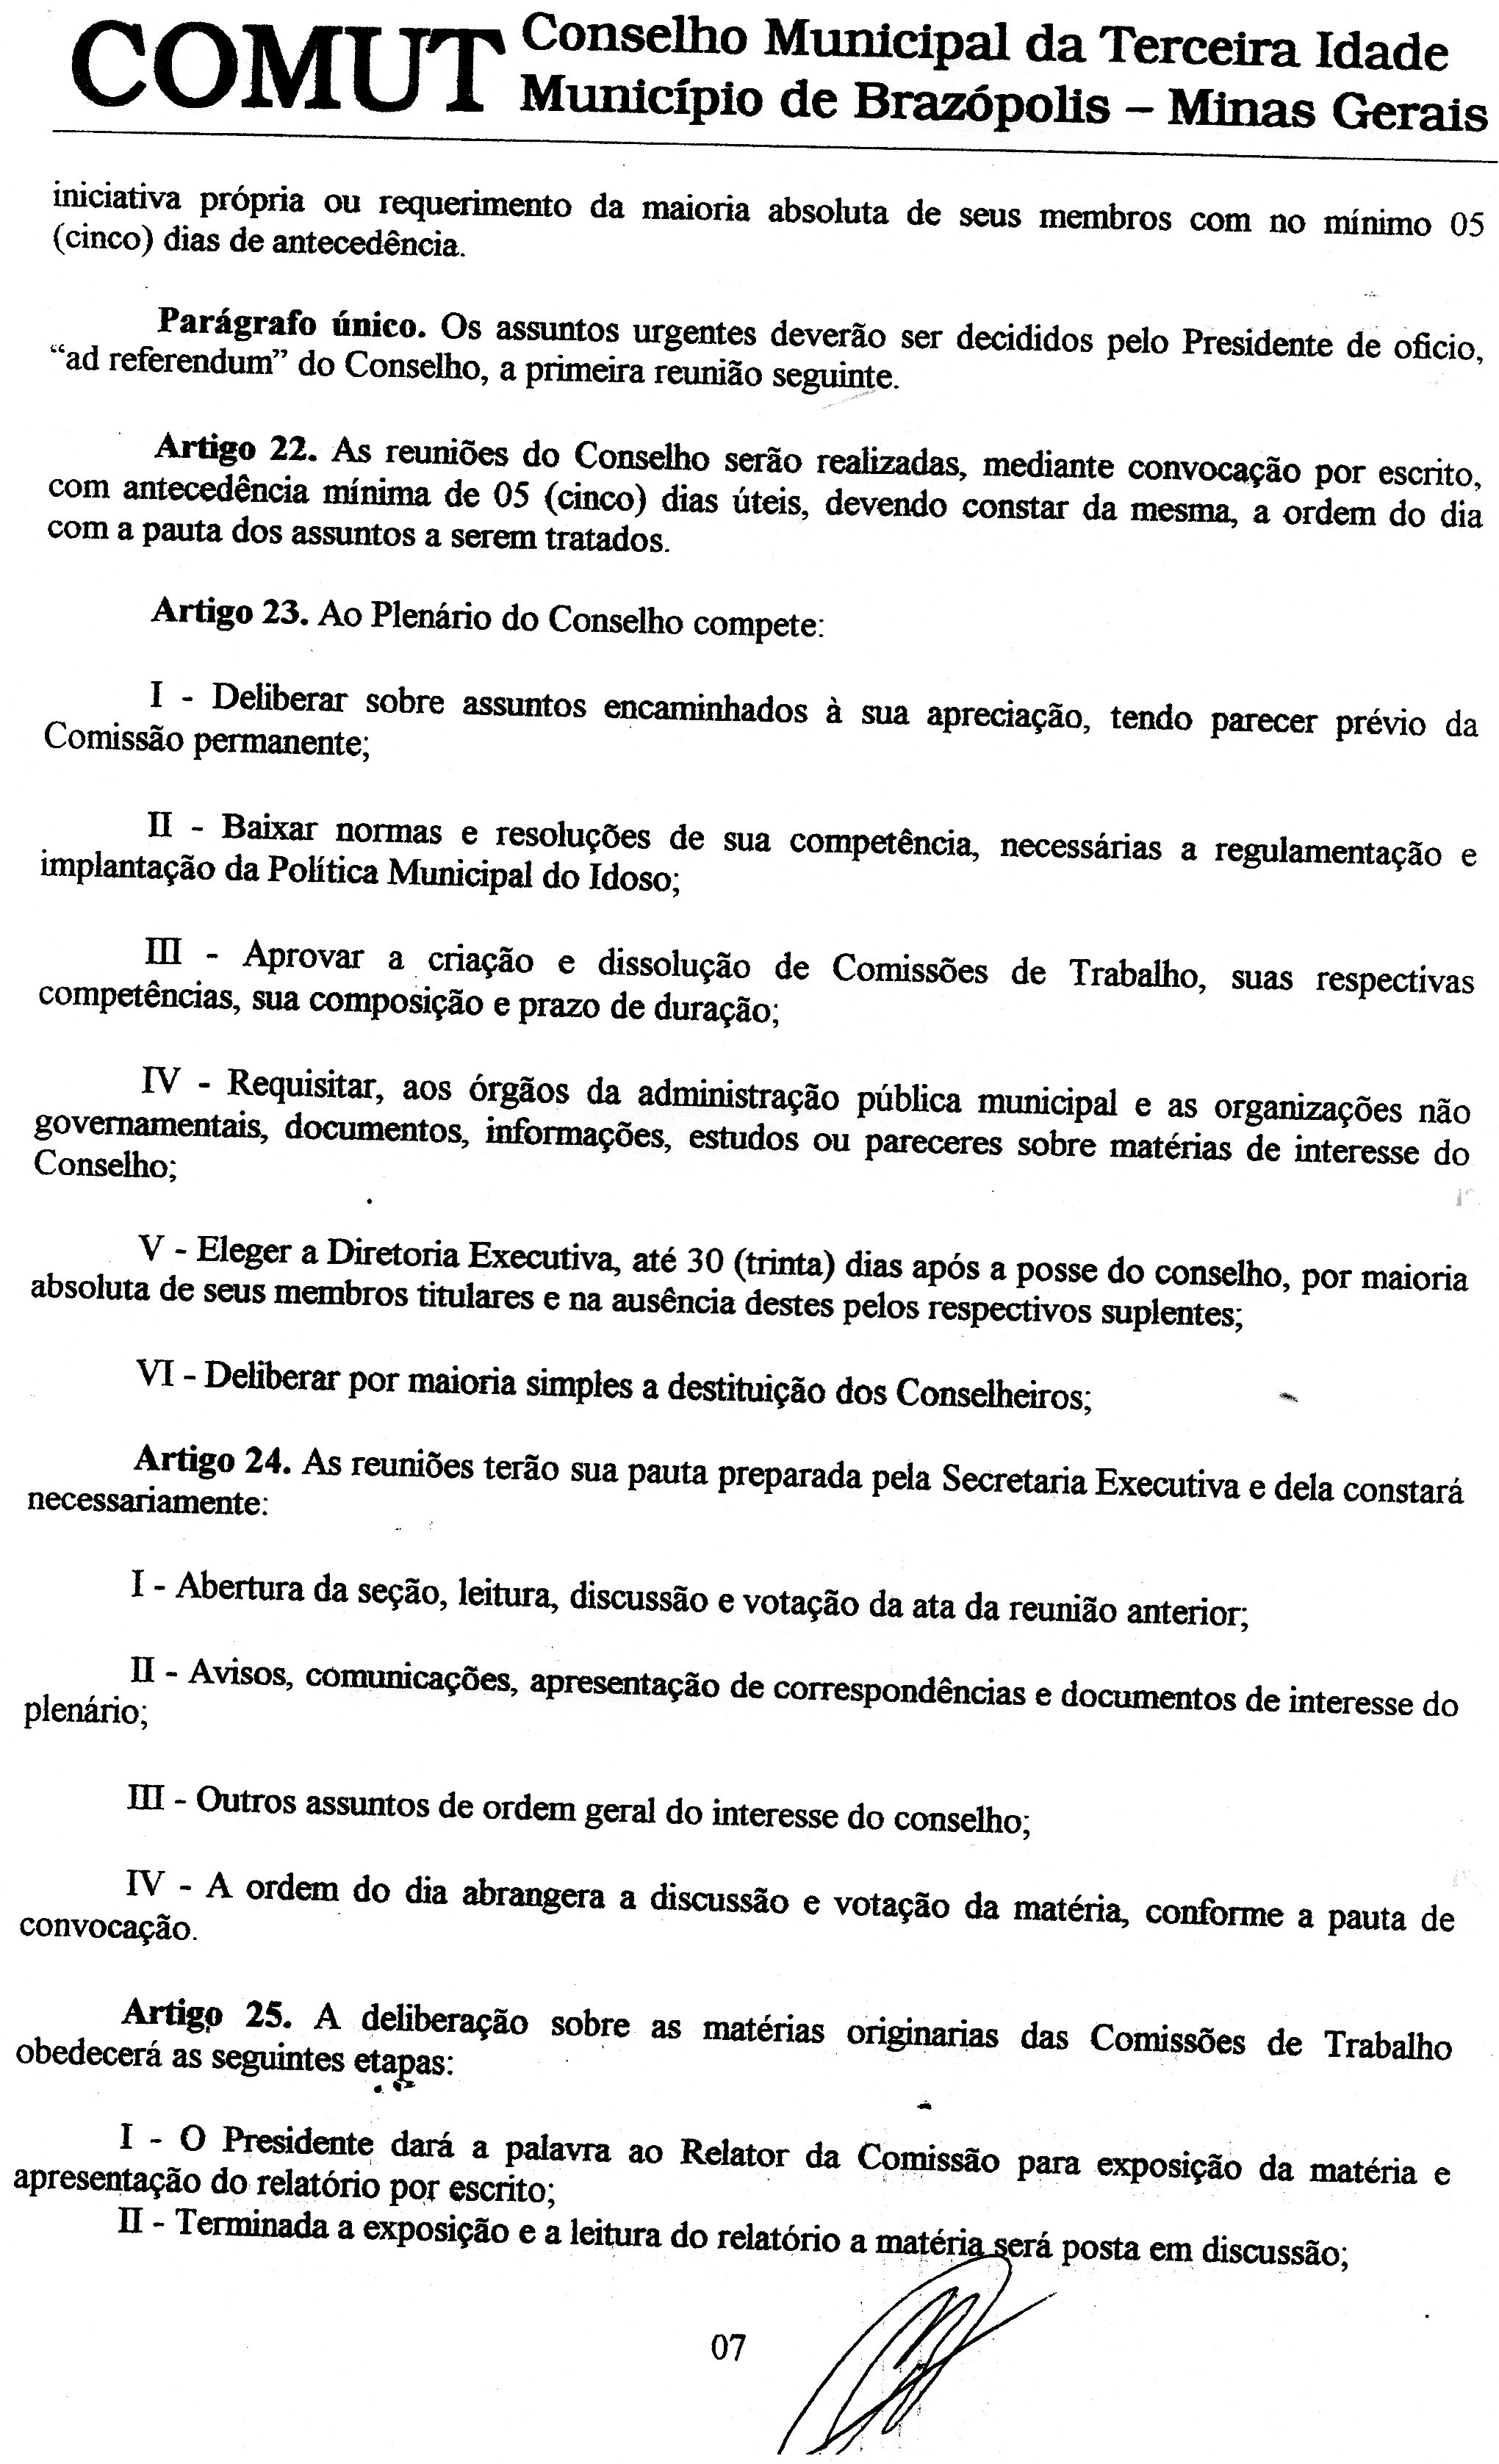 COMUT Conselho Municipal da Terceira Idade
Município de Brazópolis – Minas Gerais
iniciativa própria ou requerimento da maioria absoluta de seus membros com no mínimo 05
(cinco) dias de antecedência.
Parágrafo único. Os assuntos urgentes deverão ser decididos pelo Presidente de oficio,
“ad referendum” do Conselho, a primeira reunião seguinte.
Artigo 22. As reuniões do Conselho serão realizadas, mediante convocação por escrito,
com antecedência mínima de 05 (cinco) dias úteis, devendo constar da mesma, a ordem do dia
com a pauta dos assuntos a serem tratados.
Artigo 23. Ao Plenário do Conselho compete:
I - Deliberar sobre assuntos encaminhados à sua apreciação, tendo parecer prévio da
Comissão permanente;
II - Baixar normas e resoluções de sua competência, necessárias a regulamentação e
implantação da Política Municipal do Idoso;
III - Aprovar a criação e dissolução de Comissões de Trabalho, suas respectivas
competências, sua composição e prazo de duração;
IV - Requisitar, aos órgãos da administração pública municipal e as organizações não
governamentais, documentos, informações, estudos ou pareceres sobre matérias de interesse do
Conselho;
V - Eleger a Diretoria Executiva, até 30 (trinta) dias após a posse do conselho, por maioria
absoluta de seus membros titulares e na ausência destes pelos respectivos suplentes;
VI - Deliberar por maioria simples a destituição dos Conselheiros;
Artigo 24. As reuniões terão sua pauta preparada pela Secretaria Executiva e dela constará
necessariamente:
I - Abertura da seção, leitura, discussão e votação da ata da reunião anterior;
II - Avisos, comunicações, apresentação de correspondências e documentos de interesse do
plenário;
III - Outros assuntos de ordem geral do interesse do conselho;
IV - A ordem do dia abrangera a discussão e votação da matéria, conforme a pauta de
convocação.
Artigo 25. A deliberação sobre as matérias originarias das Comissões de Trabalho
obedecerá as seguintes etapas:
I - O Presidente dará a palavra ao Relator da Comissão para exposição da matéria e
apresentação do relatório por escrito;
II - Terminada a exposição e a leitura do relatório a matéria será posta em discussão;
07